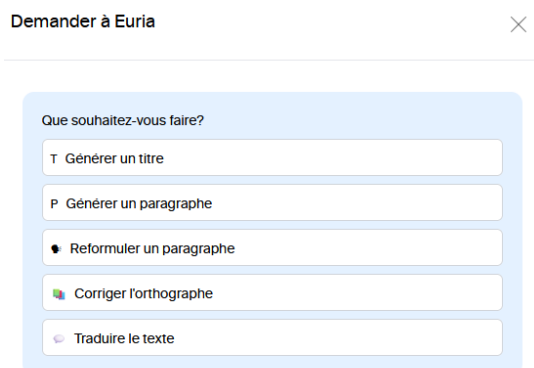 Demander à Euria
Que souhaitez-vous faire?
T Générer un titre
P Générer un paragraphe
Reformuler un paragraphe
Corriger l'orthographe
Traduire le texte